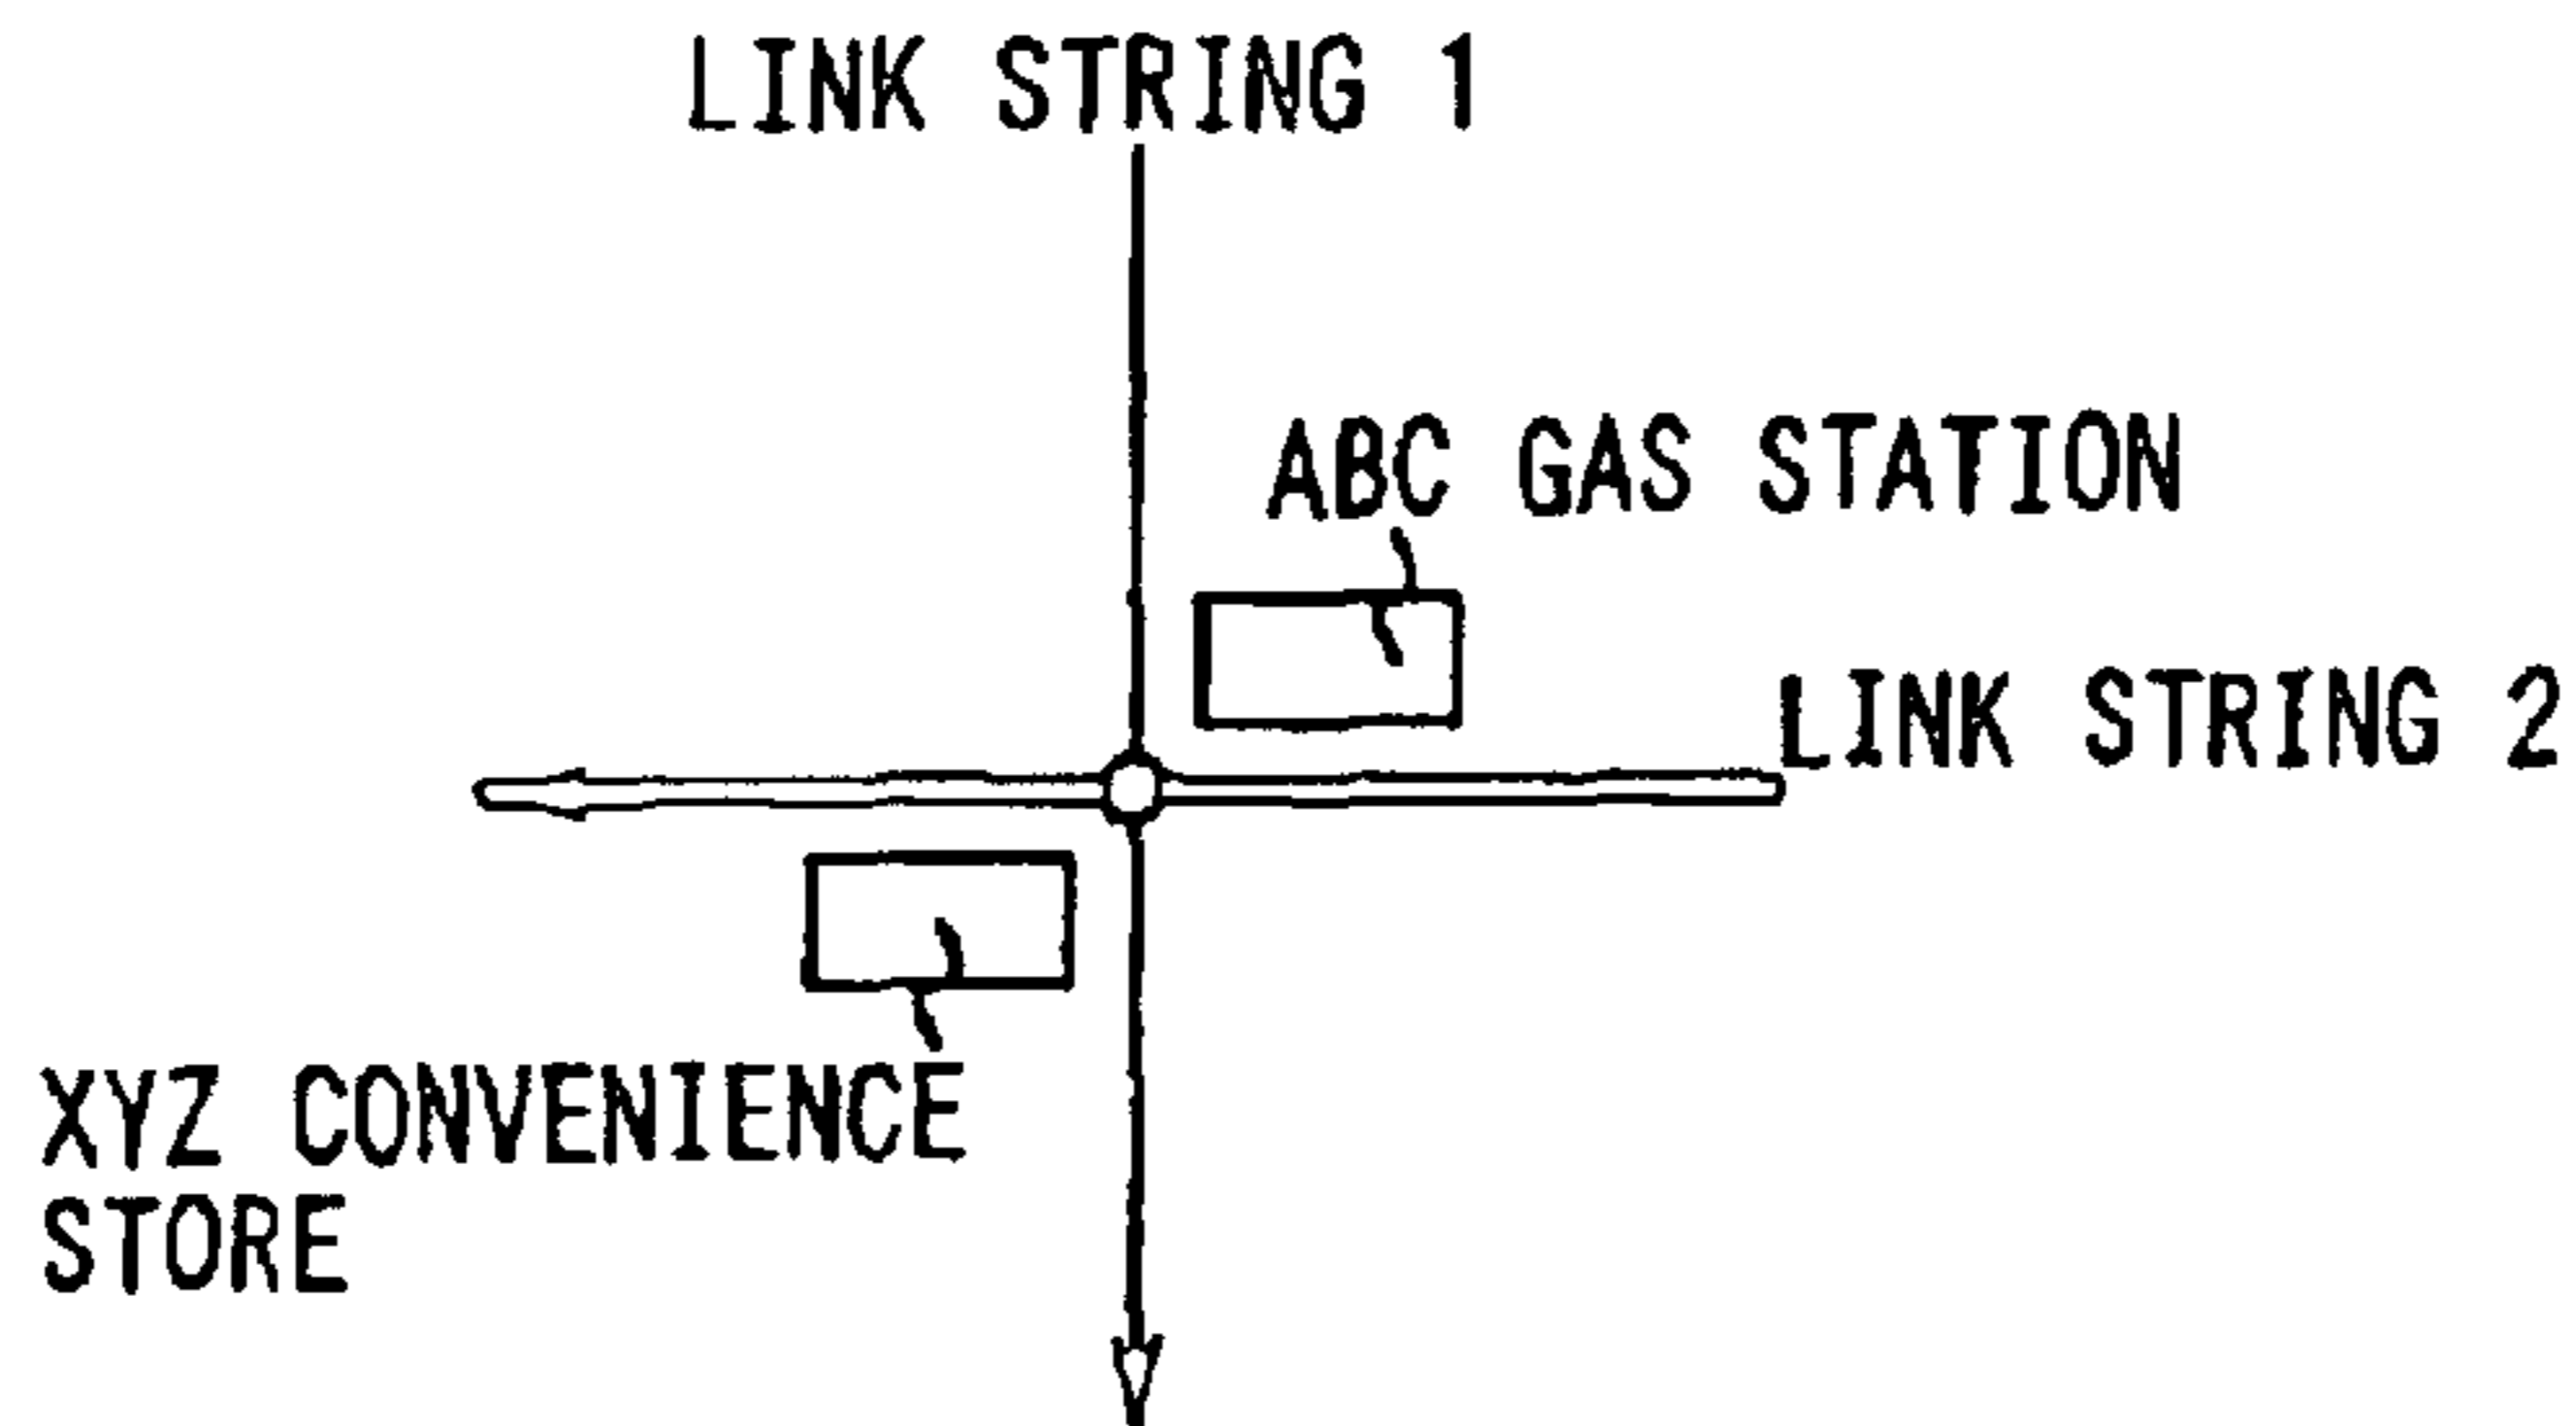 LINK STRING 1
ABC GAS STATION
LINK STRING 2
XYZ CONVENIENCE
STORE